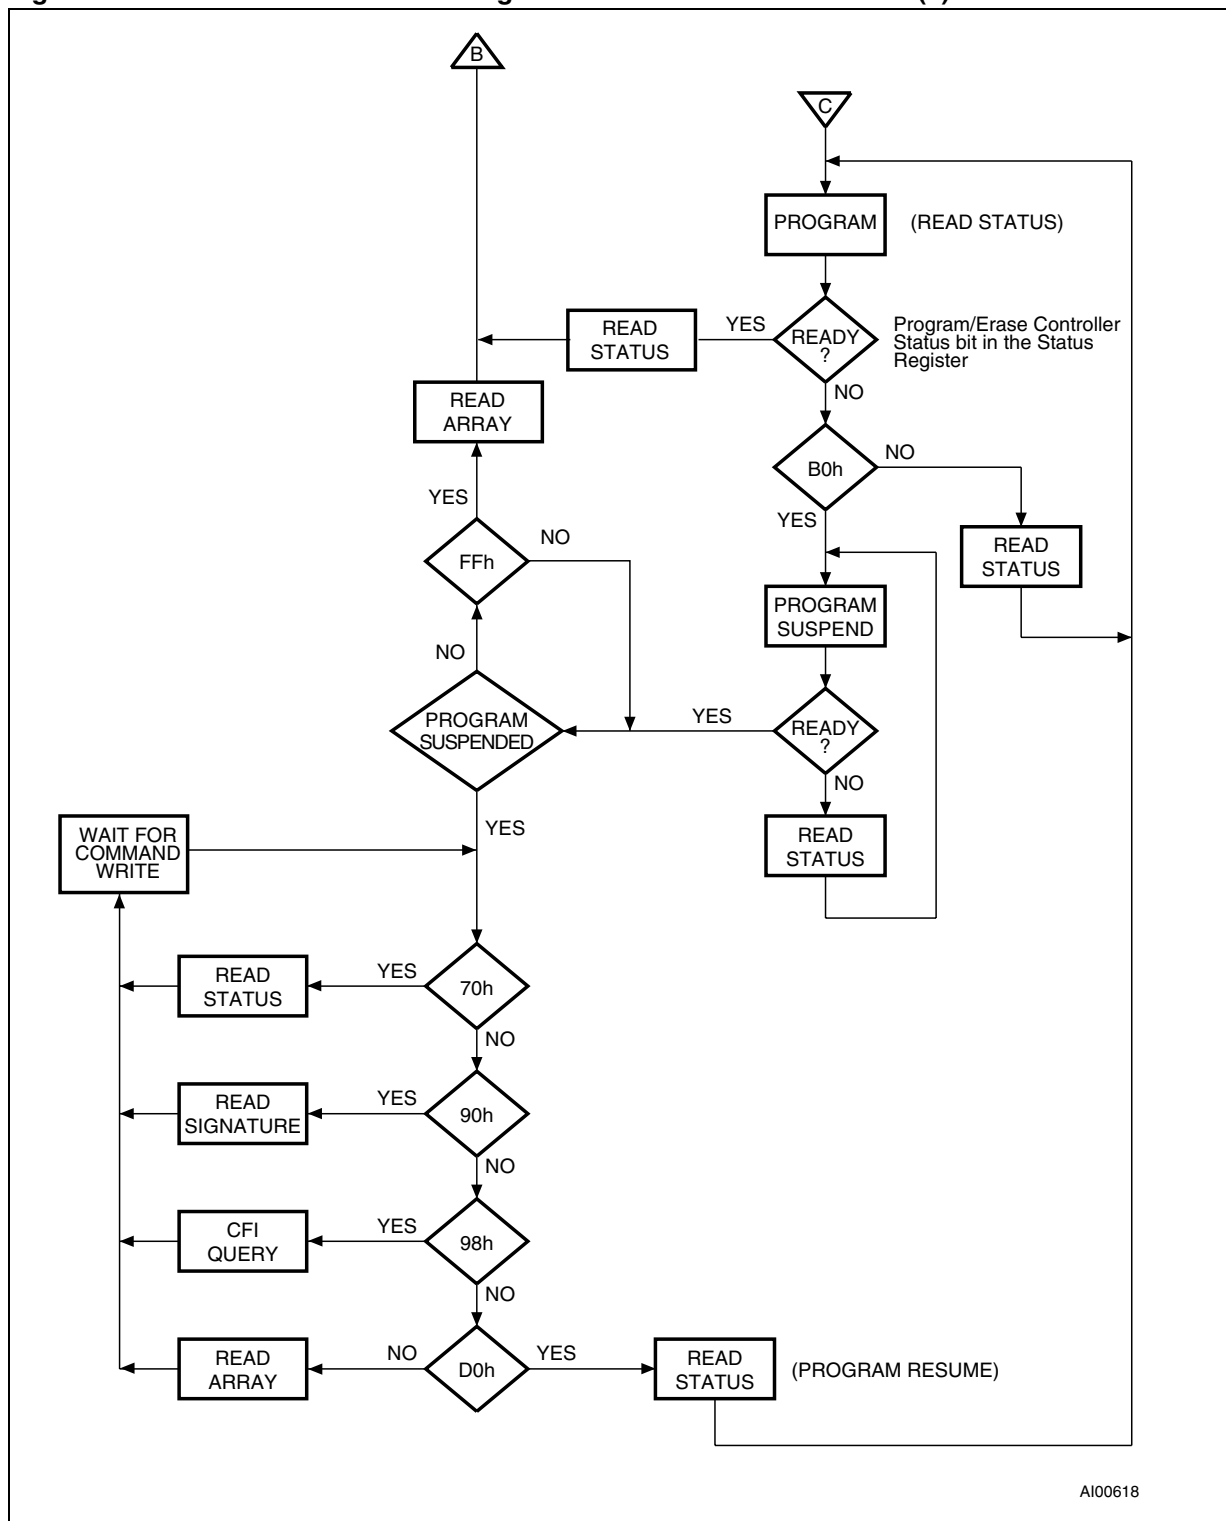 B
C
PROGRAM
(READ STATUS)
READ
STATUS
YES
READY
?
Program/Erase Controller
Status bit in the Status
Register
NO
READ
ARRAY
B0h
NO
YES
YES
FFh
NO
READ
STATUS
PROGRAM
SUSPEND
NO
PROGRAM
SUSPENDED
YES
READY
?
NO
YES
READ
STATUS
WAIT FOR
COMMAND
WRITE
READ
STATUS
YES
70h
NO
READ
SIGNATURE
YES
90h
NO
CFI
QUERY
YES
98h
NO
READ
ARRAY
NO
D0h
YES
READ
STATUS
(PROGRAM RESUME)
AI00618